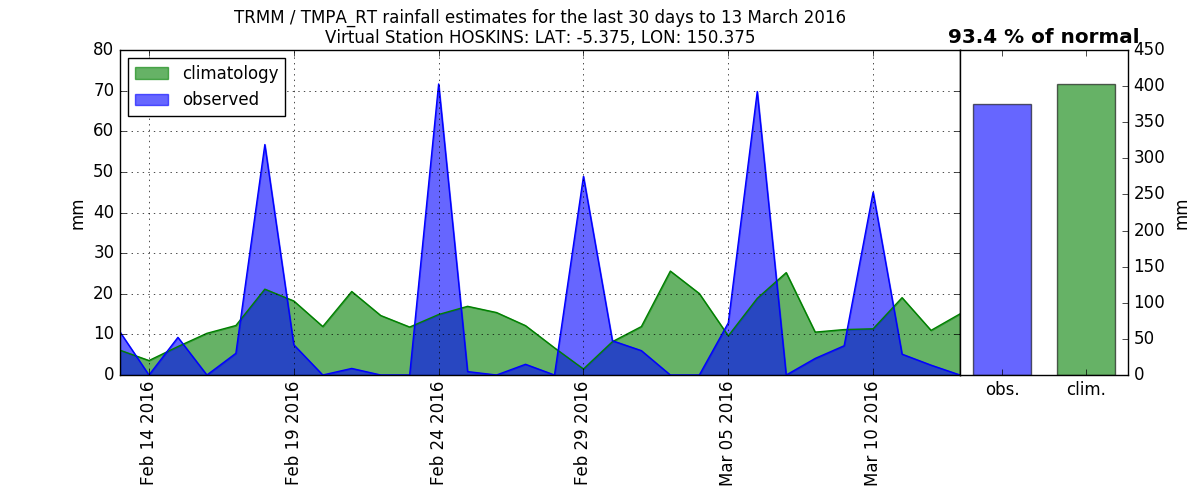 TRMM / TMPA_RT rainfall estimates for the last 30 days to 13 March 2016
Virtual Station HOSKINS: LAT: -5.375, LON: 150.375
93.4 % of normal
climatology
observed
80
70
60
50
40
30
20
10
0
mm
Feb 14 2016
Feb 19 2016
Feb 24 2016
Feb 29 2016
Mar 05 2016
Mar 10 2016
450
400
350
300
250
200
150
100
50
0
mm
obs.
clim.